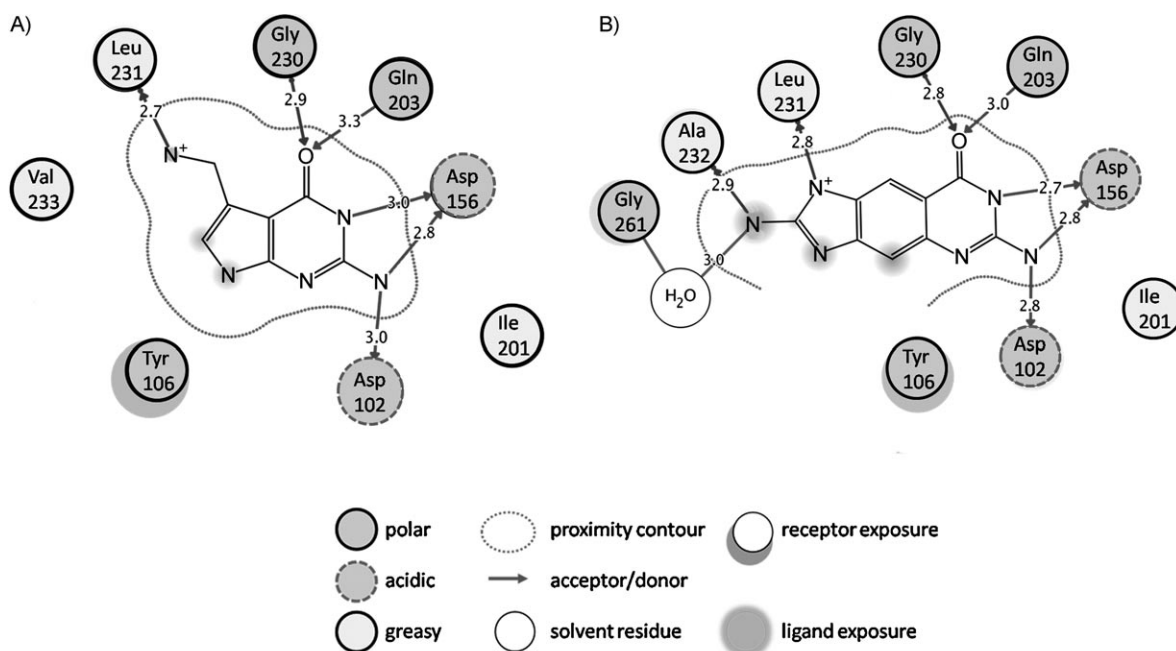 A)
Leu
231
Gly
230
Gln
203
2.7
2.9
3.3
N+
O
Val
233
Asp
156
3.0
N
2.8
N
N
N
3.0
Ile
201
Tyr
106
Asp
102
B)
Gly
230
Gln
203
Leu
231
2.8
3.0
Ala
232
2.8
O
2.9
Asp
156
N+
N
2.7
Gly
261
N
2.8
N
N
N
3.0
H2O
2.8
Ile
201
Tyr
106
Asp
102
polar
proximity contour
receptor exposure
acidic
acceptor/donor
greasy
solvent residue
ligand exposure